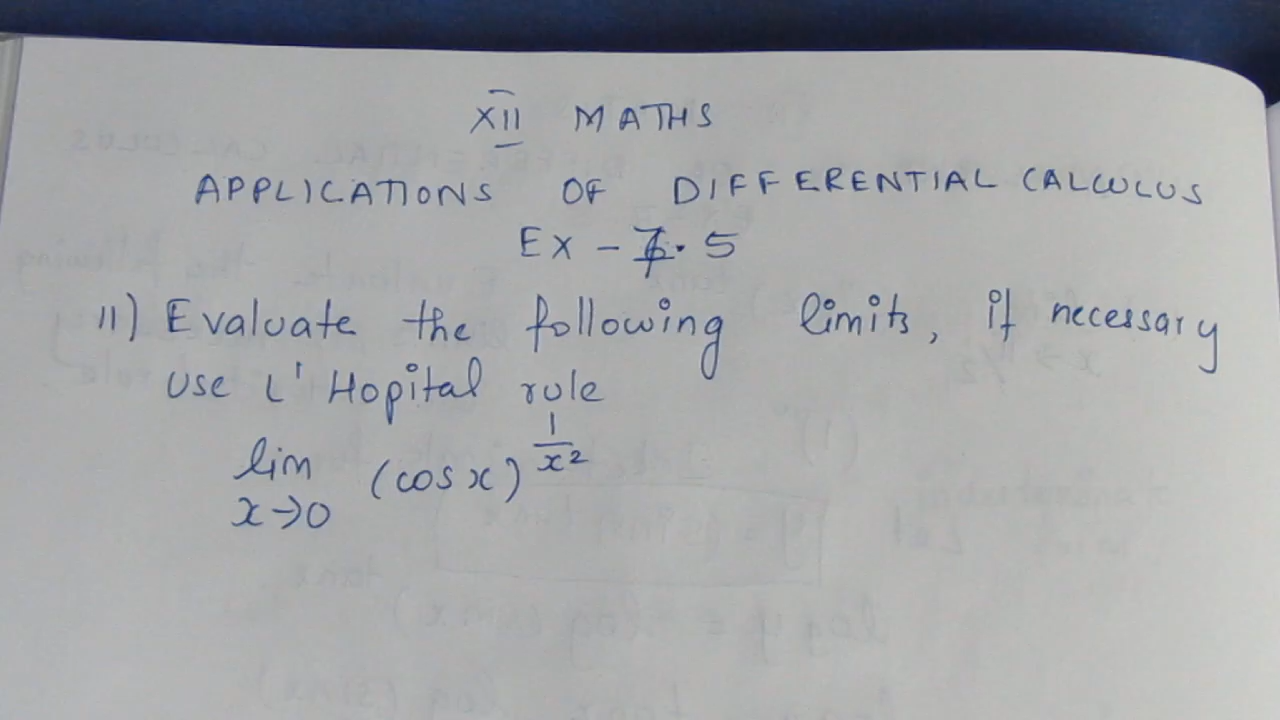 XII MATHS
APPLICATIONS OF DIFFERENTIAL CALCULUS
EX - 7.5
11) Evaluate the following limits, if necessary
use L' Hopital rule
lim x→0 (cos x)^(1/x²)